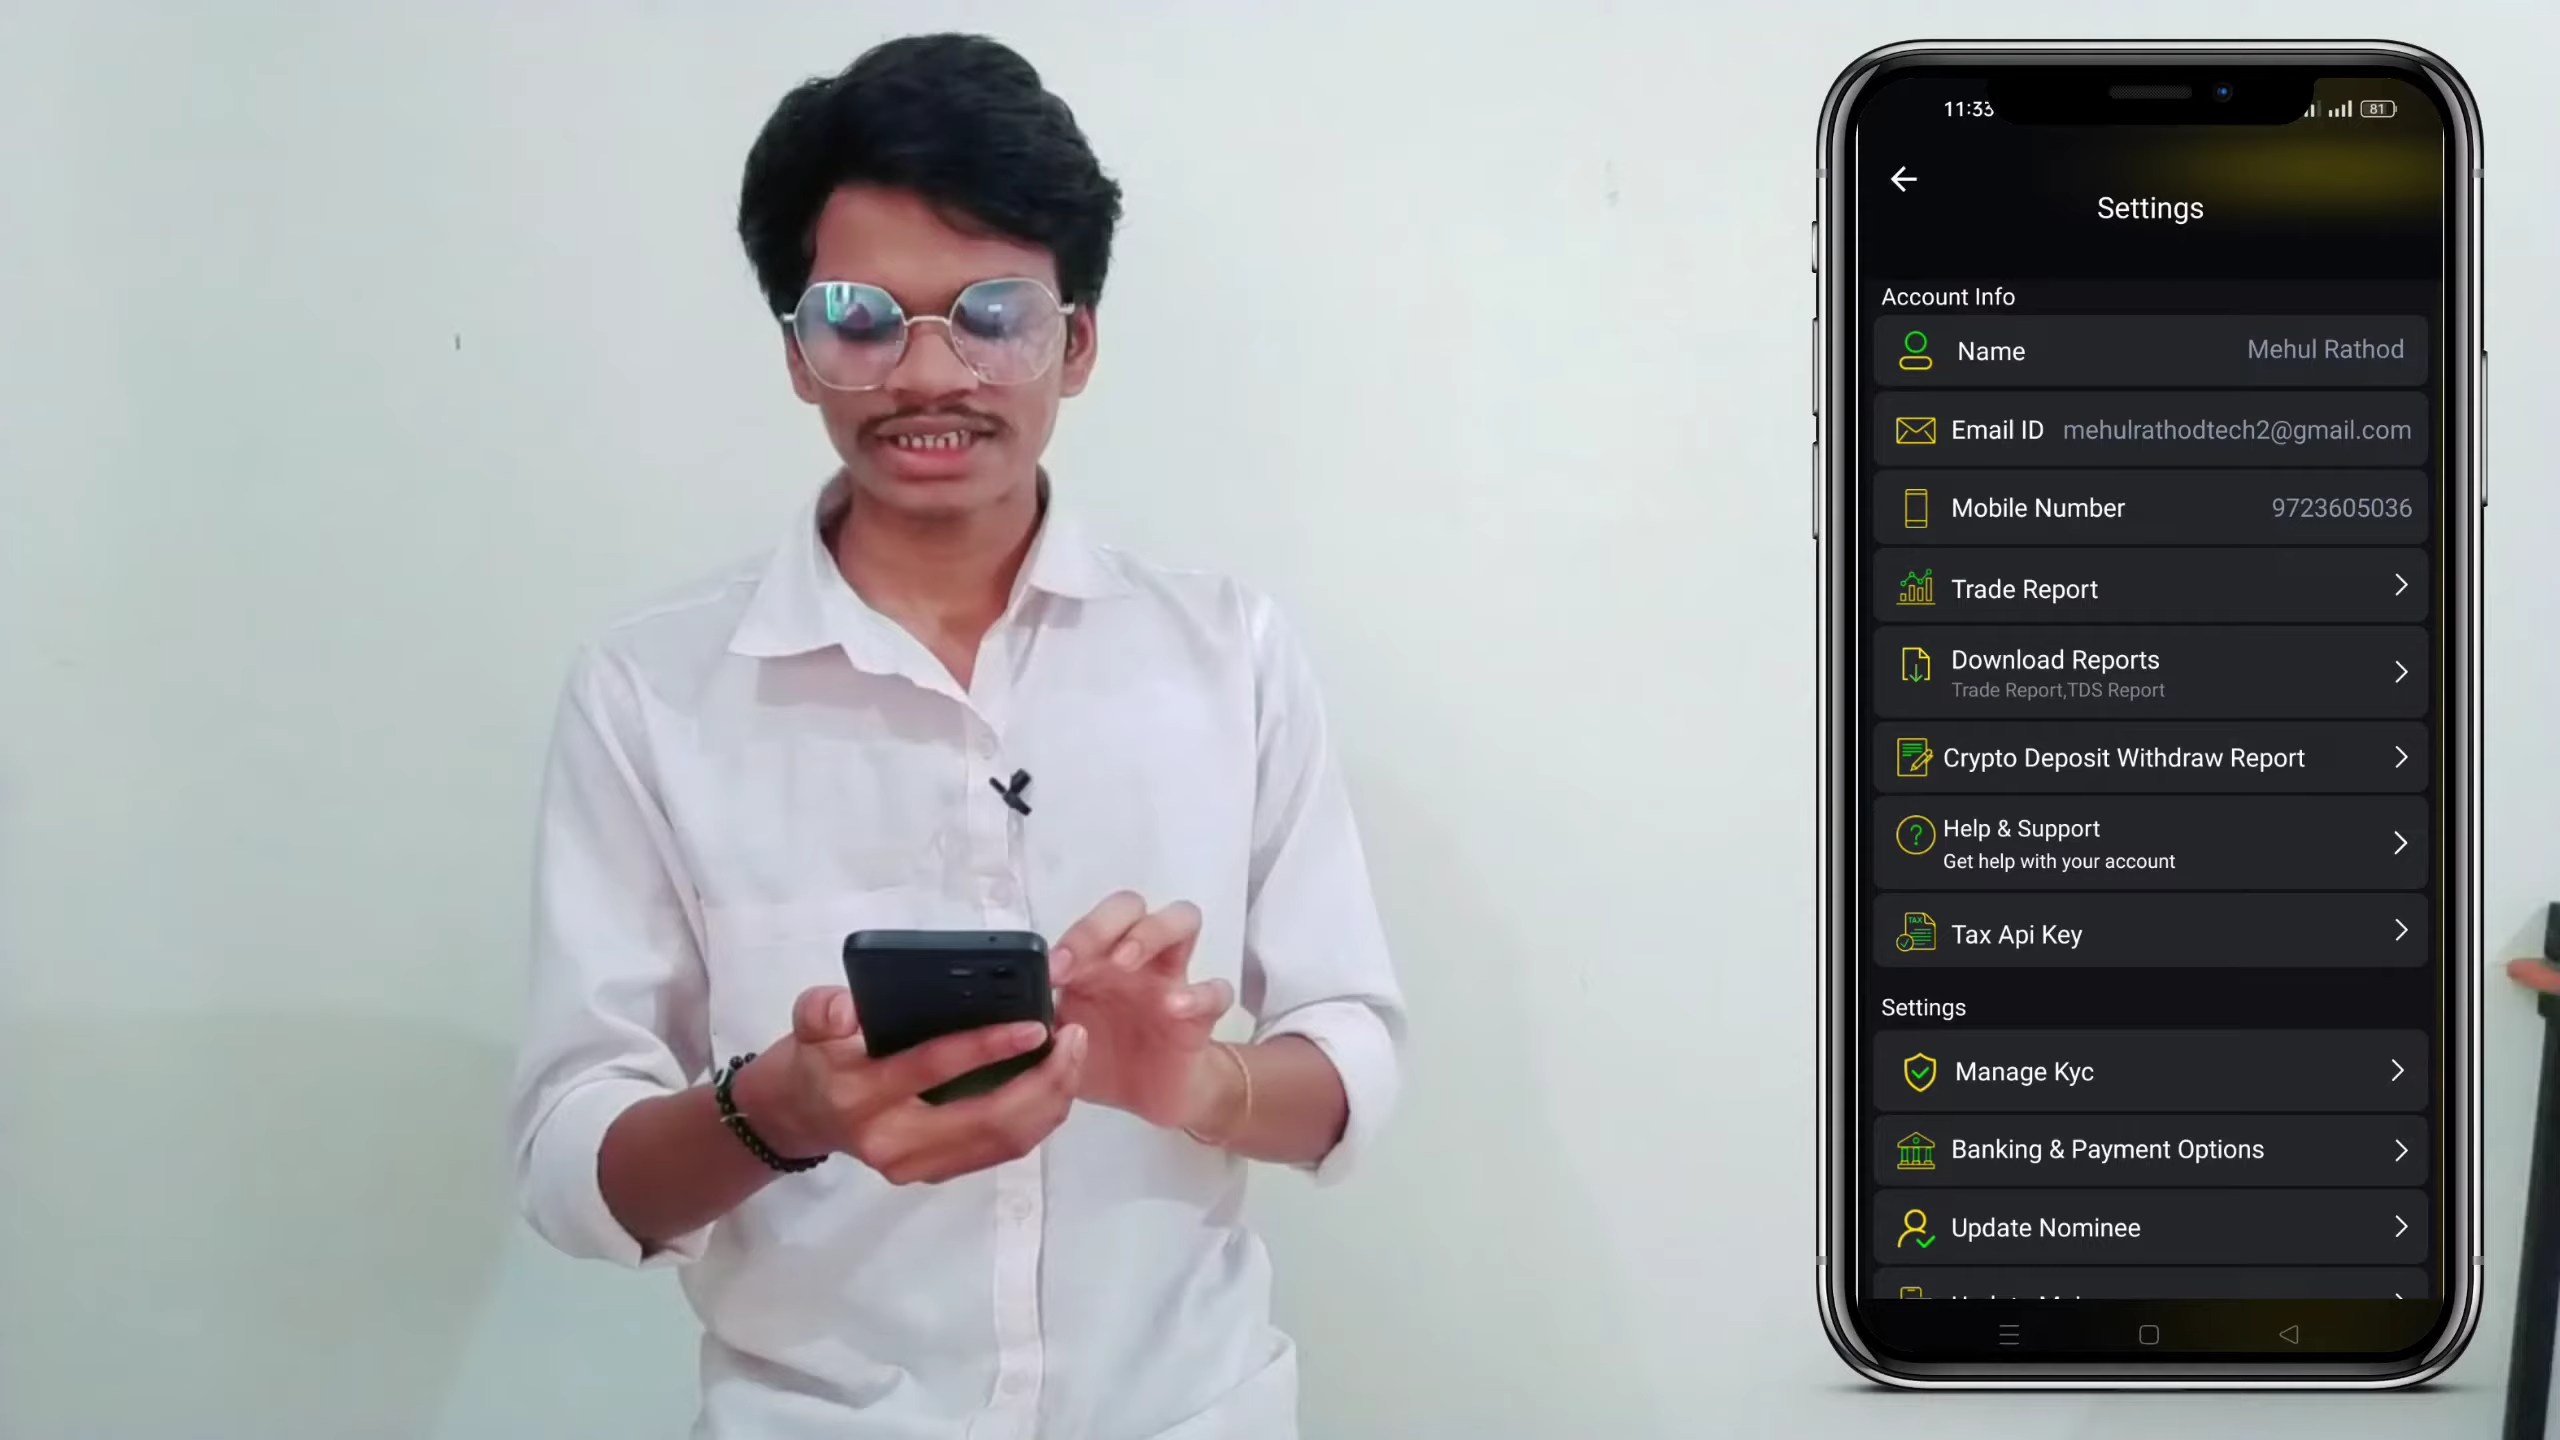 11:33
81
Settings
Account Info
Name Mehul Rathod
Email ID mehulrathodtech2@gmail.com
Mobile Number 9723605036
Trade Report
Download Reports
Trade Report,TDS Report
Crypto Deposit Withdraw Report
Help & Support
Get help with your account
TAX
Tax Api Key
Settings
Manage Kyc
Banking & Payment Options
Update Nominee